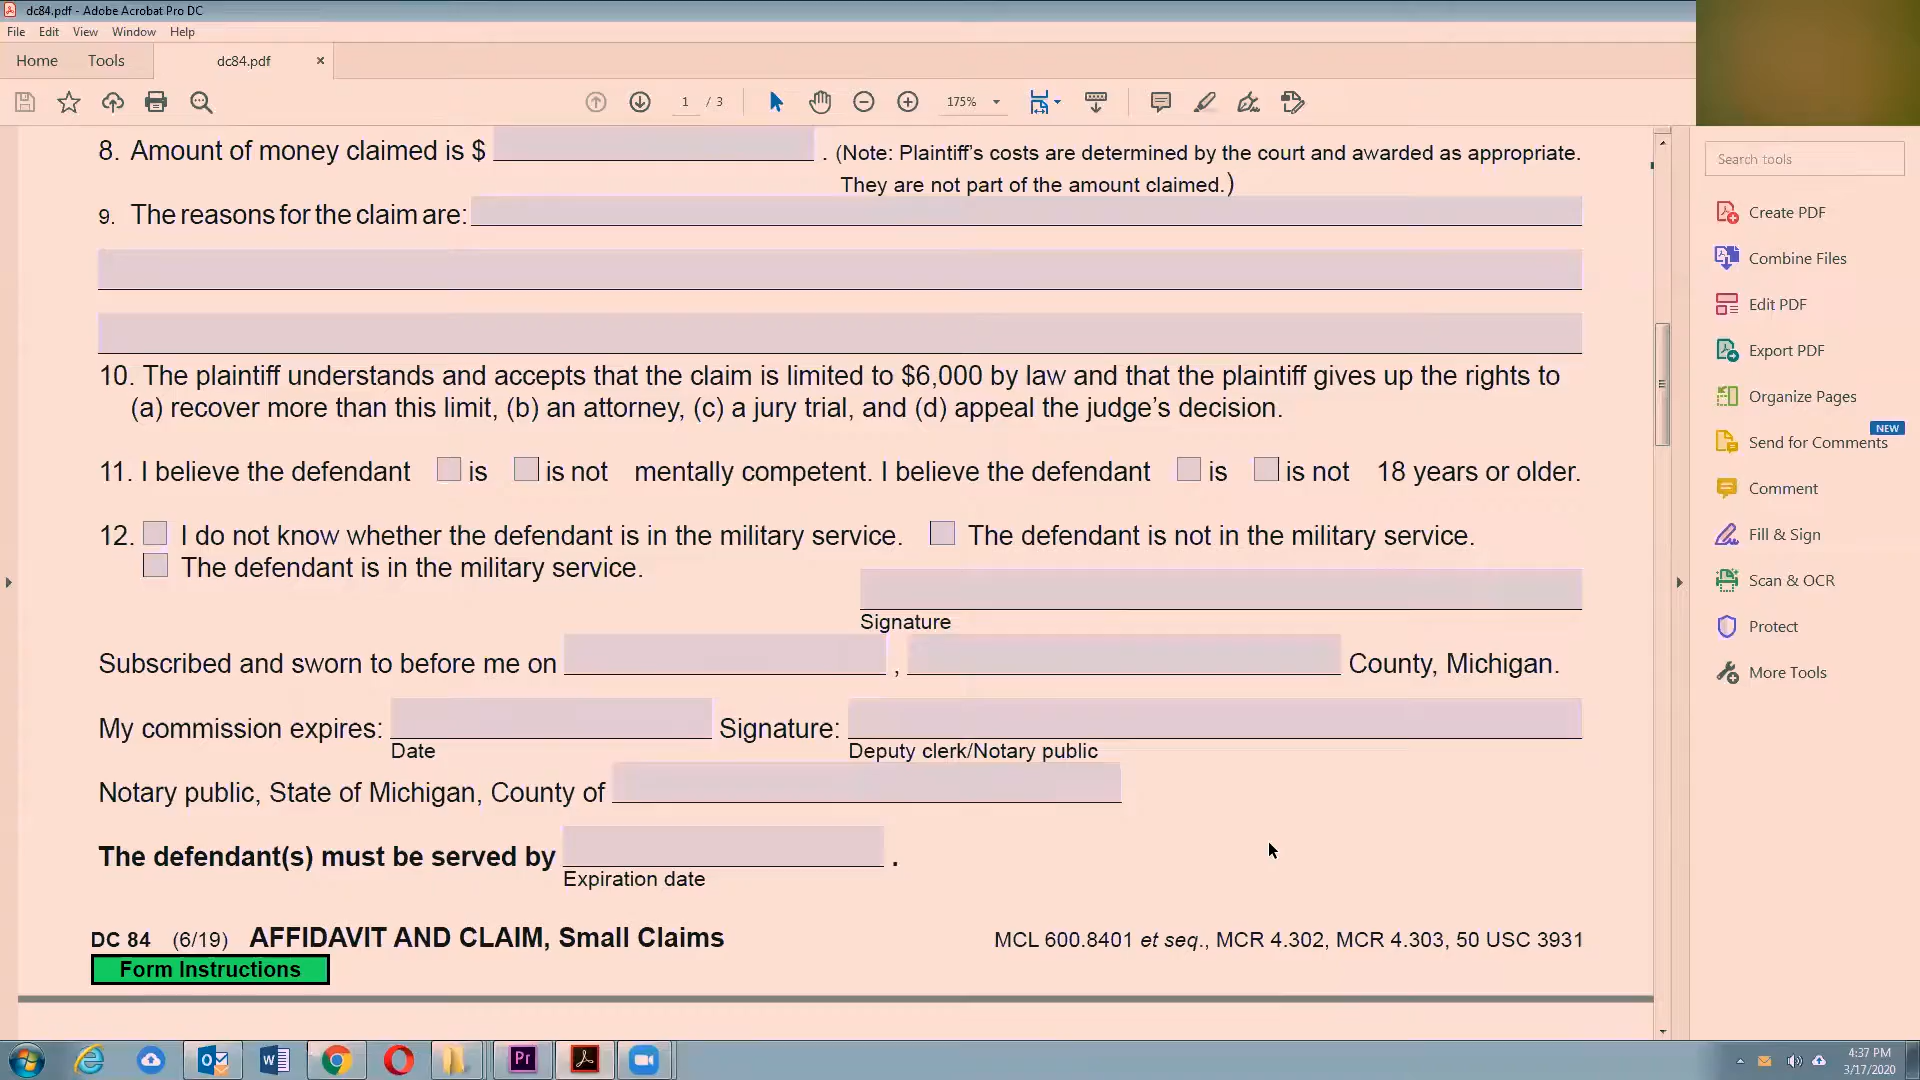 dc84.pdf - Adobe Acrobat Pro DC
File Edit View Window Help
Home Tools dc84.pdf ×
1 / 3 175%
8. Amount of money claimed is $ . (Note: Plaintiff's costs are determined by the court and awarded as appropriate.
They are not part of the amount claimed.)
9. The reasons for the claim are:
10. The plaintiff understands and accepts that the claim is limited to $6,000 by law and that the plaintiff gives up the rights to
(a) recover more than this limit, (b) an attorney, (c) a jury trial, and (d) appeal the judge's decision.
11. I believe the defendant is is not mentally competent. I believe the defendant is is not 18 years or older.
12. I do not know whether the defendant is in the military service. The defendant is not in the military service.
The defendant is in the military service.
Signature
Subscribed and sworn to before me on , County, Michigan.
My commission expires: Signature:
Date Deputy clerk/Notary public
Notary public, State of Michigan, County of
The defendant(s) must be served by .
Expiration date
DC 84 (6/19) AFFIDAVIT AND CLAIM, Small Claims MCL 600.8401 et seq., MCR 4.302, MCR 4.303, 50 USC 3931
Form Instructions
Search tools
Create PDF
Combine Files
Edit PDF
Export PDF
Organize Pages
NEW
Send for Comments
Comment
Fill & Sign
Scan & OCR
Protect
More Tools
Pr
4:37 PM
3/17/2020